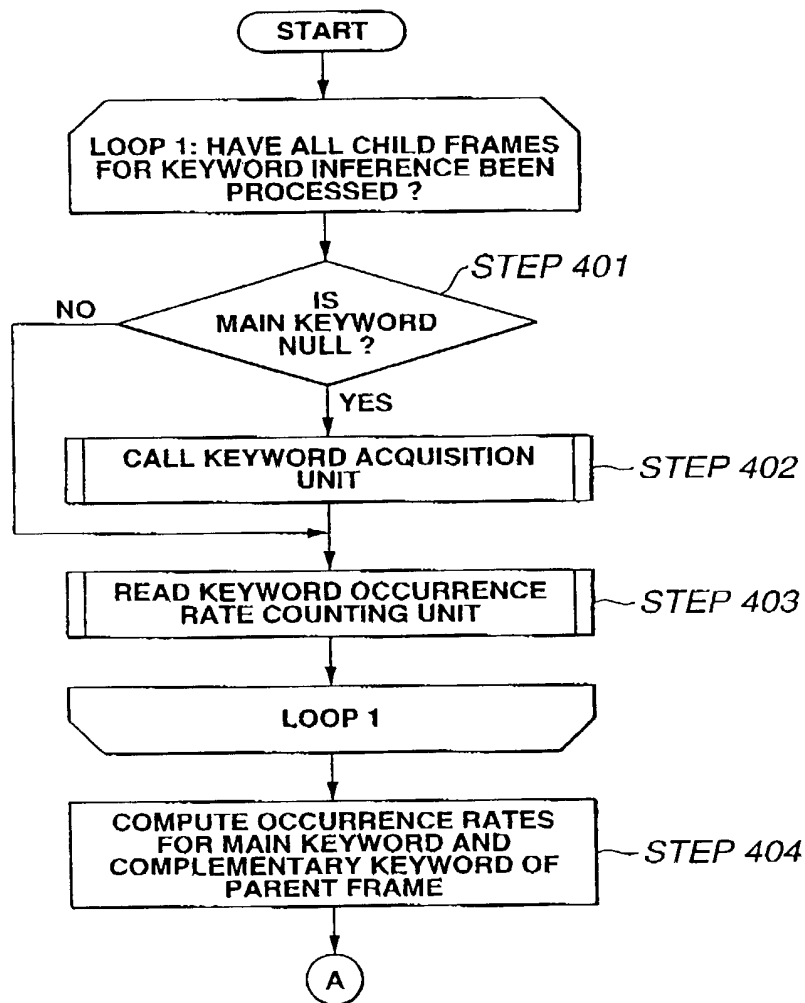 START
LOOP 1: HAVE ALL CHILD FRAMES
FOR KEYWORD INFERENCE BEEN
PROCESSED ?
STEP 401
NO
IS
MAIN KEYWORD
NULL ?
YES
CALL KEYWORD ACQUISITION
UNIT
STEP 402
READ KEYWORD OCCURRENCE
RATE COUNTING UNIT
STEP 403
LOOP 1
COMPUTE OCCURRENCE RATES
FOR MAIN KEYWORD AND
COMPLEMENTARY KEYWORD OF
PARENT FRAME
STEP 404
A